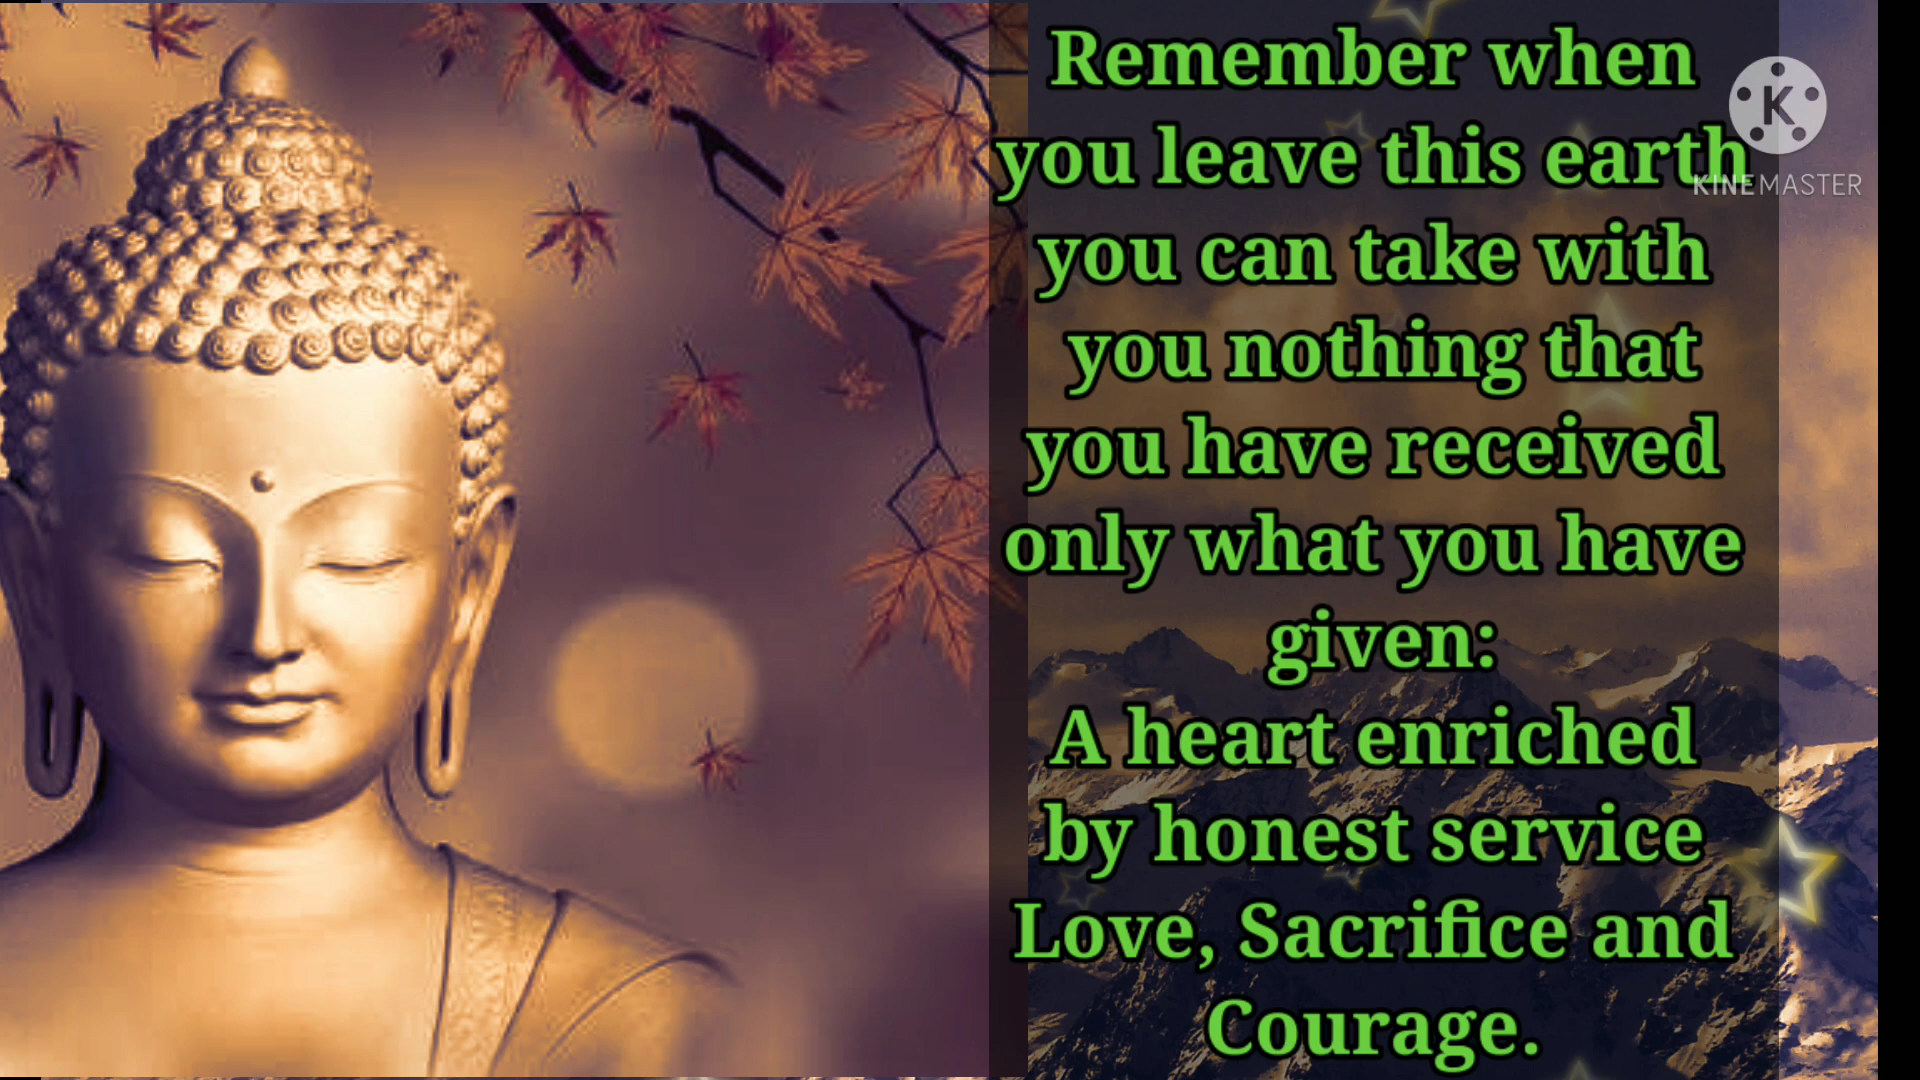 Remember when
you leave this earth
you can take with
you nothing that
you have received
only what you have
given:
A heart enriched
by honest service
Love, Sacrifice and
Courage.
K
KINEMASTER